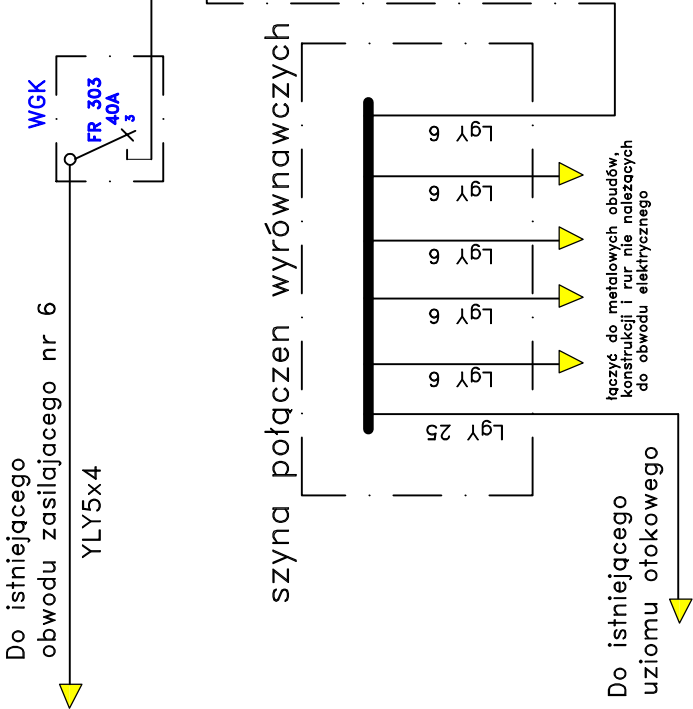 Do istniejącego
obwodu zasilajacego nr 6
YLY5x4
WGK
FR 303
40A
3
szyna połączen wyrównawczych
LgY 6
LgY 6
LgY 6
LgY 6
LgY 6
LgY 25
łączyć do metalowych obudów,
konstrukcji i rur nie należących
do obwodu elektrycznego
Do istniejącego
uziomu otokowego